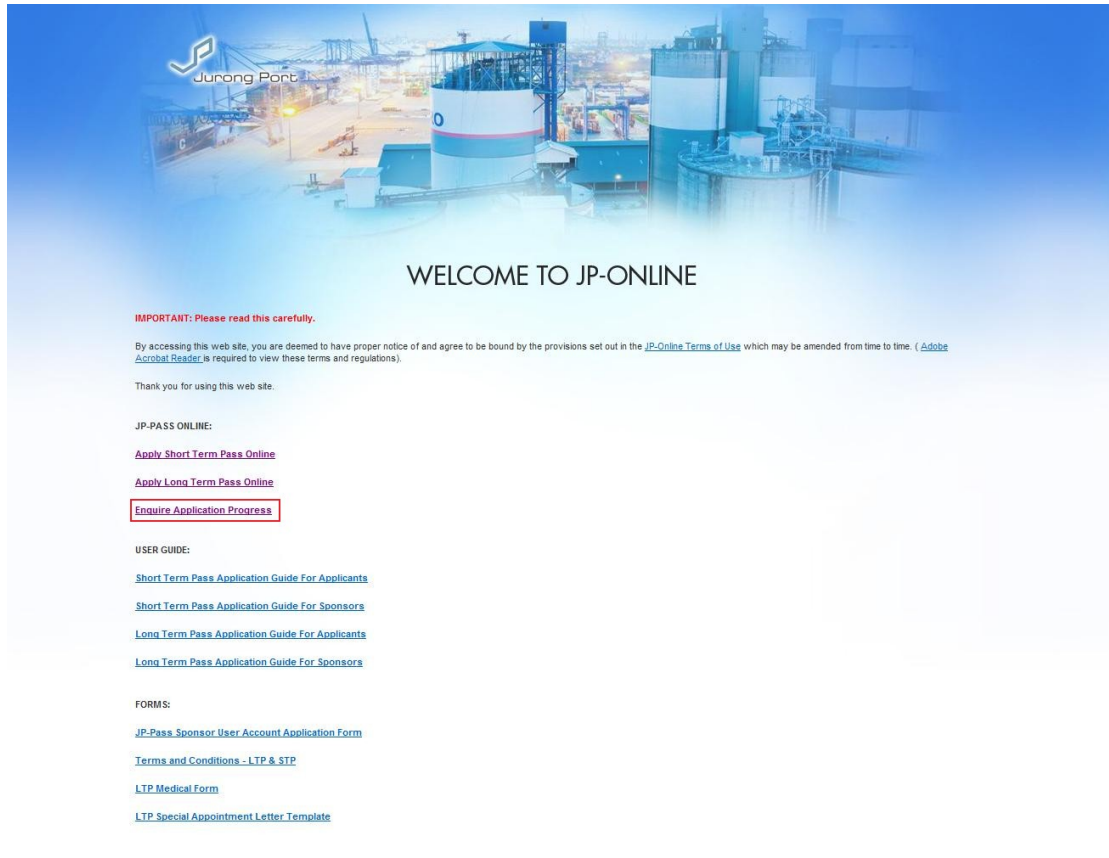 Jurong Port
WELCOME TO JP-ONLINE
IMPORTANT: Please read this carefully.
By accessing this web site, you are deemed to have proper notice of and agree to be bound by the provisions set out in the JP-Online Terms of Use which may be amended from time to time. ( Adobe
Acrobat Reader is required to view these terms and regulations).
Thank you for using this web site.
JP-PASS ONLINE:
Apply Short Term Pass Online
Apply Long Term Pass Online
Enquire Application Progress
USER GUIDE:
Short Term Pass Application Guide For Applicants
Short Term Pass Application Guide For Sponsors
Long Term Pass Application Guide For Applicants
Long Term Pass Application Guide For Sponsors
FORMS:
JP-Pass Sponsor User Account Application Form
Terms and Conditions - LTP & STP
LTP Medical Form
LTP Special Appointment Letter Template